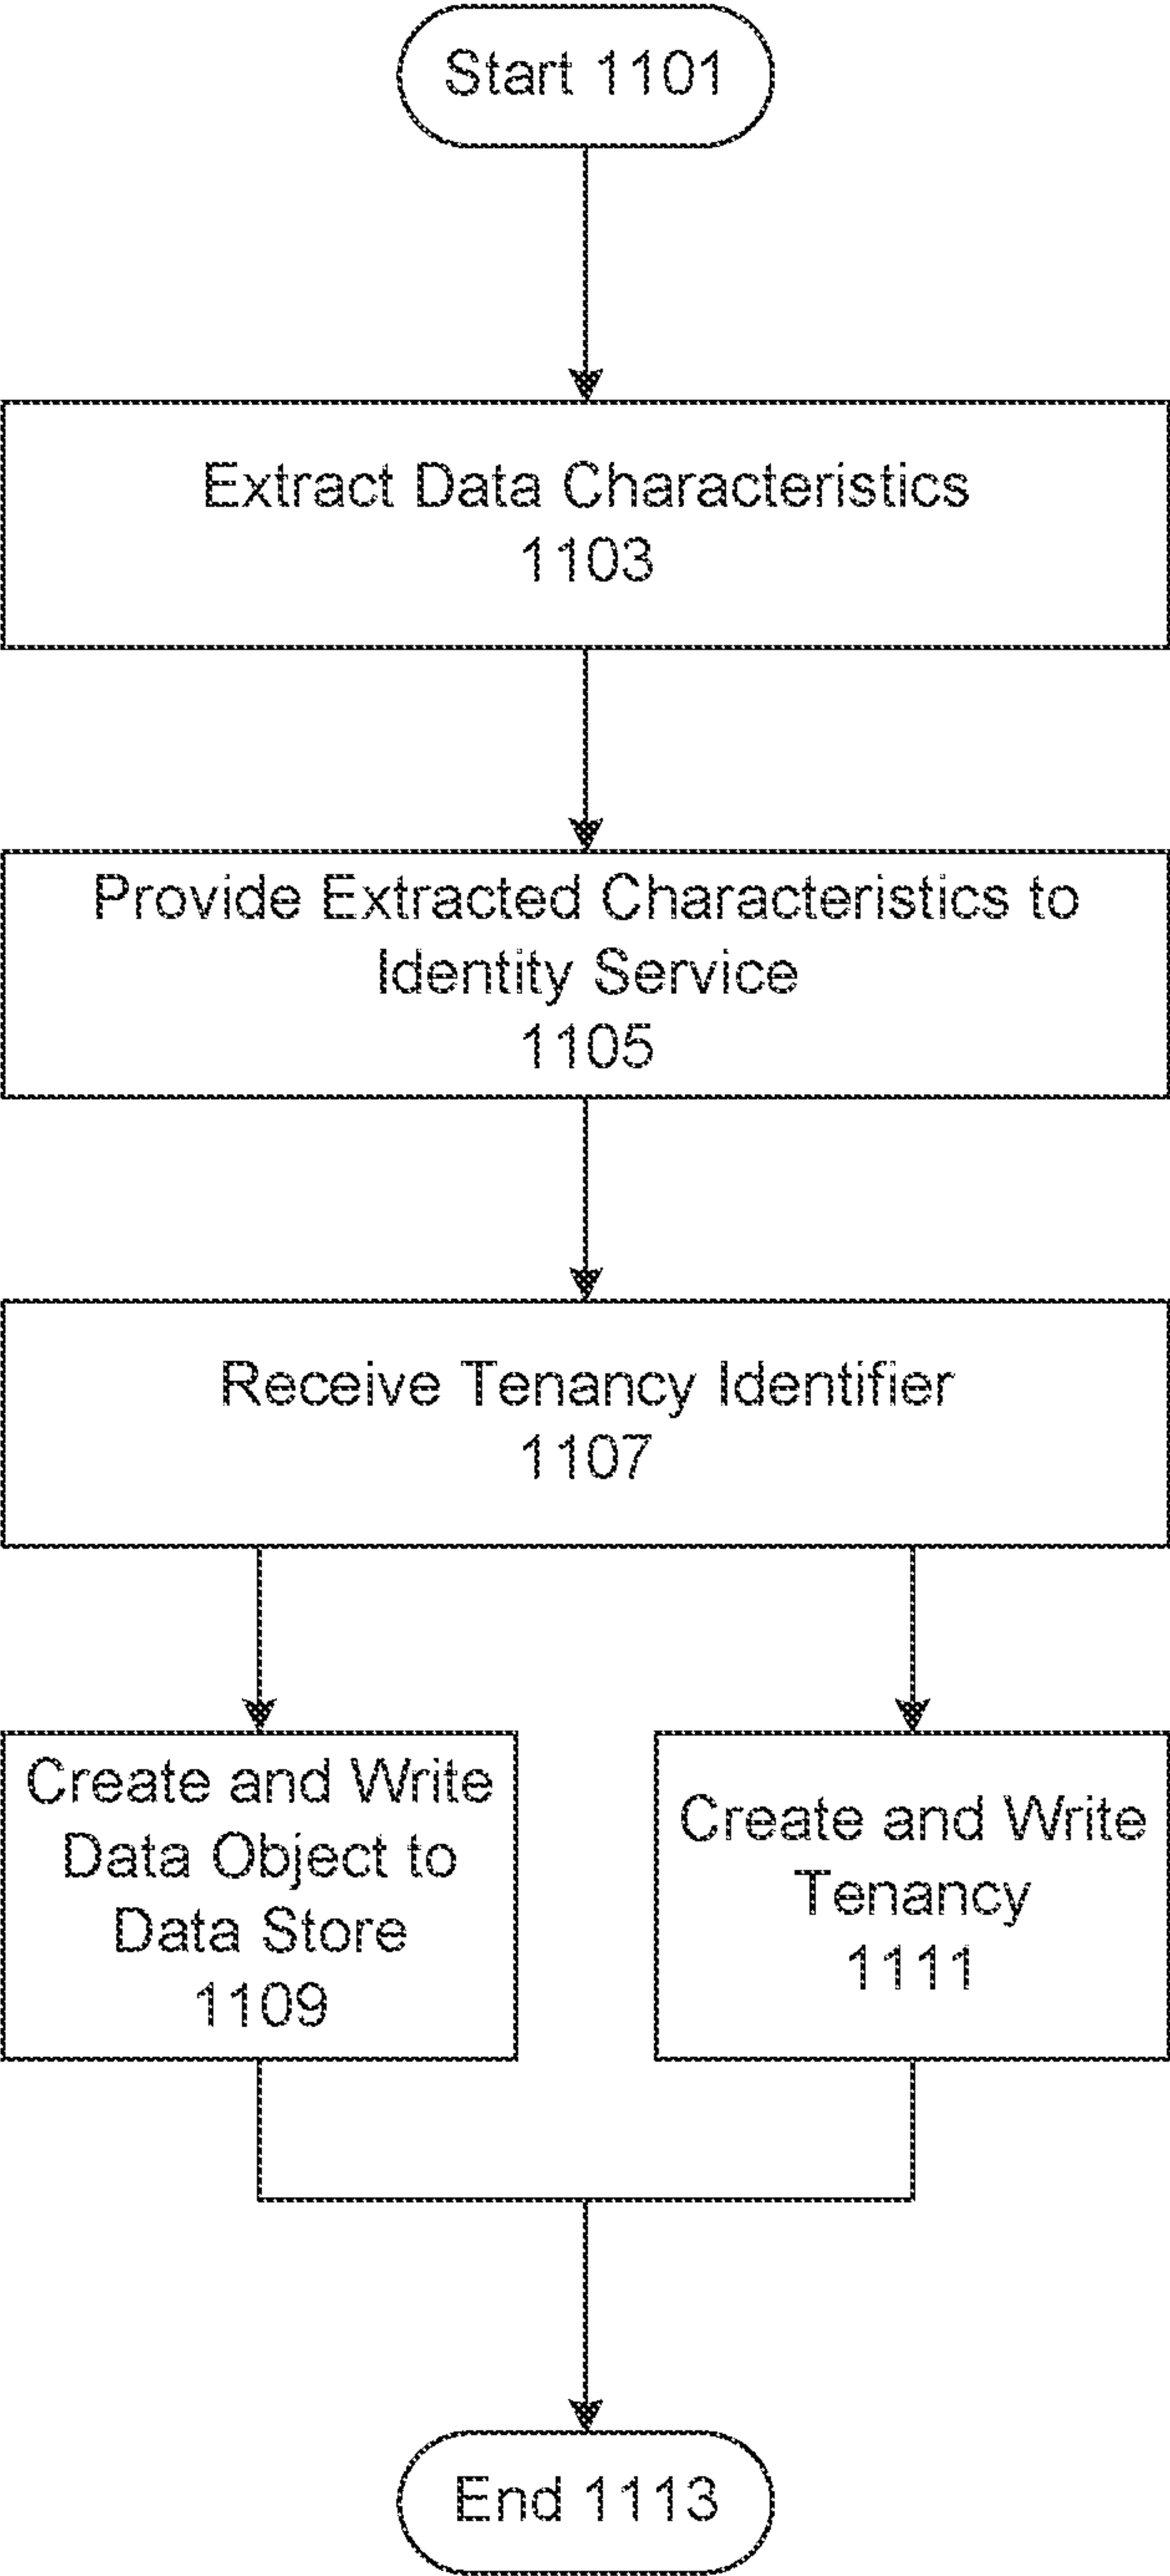 Start 1101
Extract Data Characteristics
1103
Provide Extracted Characteristics to
Identity Service
1105
Receive Tenancy Identifier
1107
Create and Write
Data Object to
Data Store
1109
Create and Write
Tenancy
1111
End 1113